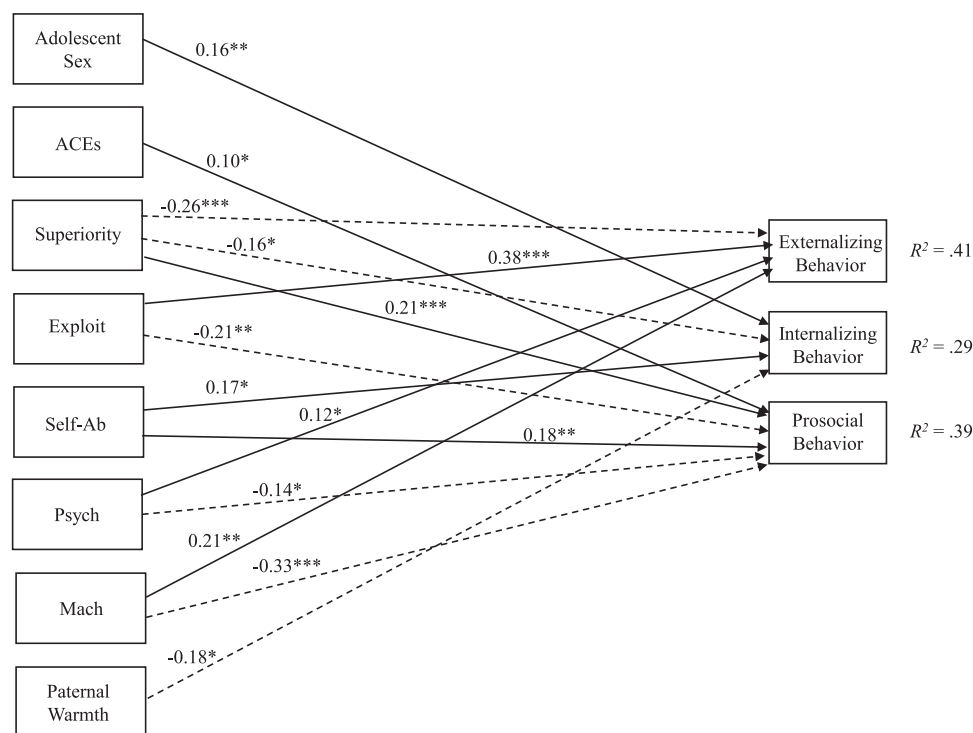 Adolescent
Sex
0.16**
ACEs
0.10*
Superiority
-0.26***
-0.16*
0.21***
Externalizing
Behavior
R² = .41
Exploit
0.38***
-0.21**
Internalizing
Behavior
R² = .29
Self-Ab
0.17*
0.18**
Prosocial
Behavior
R² = .39
Psych
0.12*
-0.14*
Mach
0.21**
-0.33***
Paternal
Warmth
-0.18*